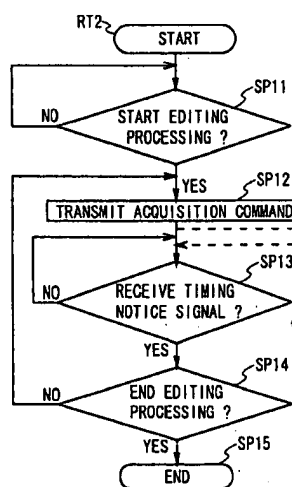 RT2
START
SP11
NO
START EDITING
PROCESSING ?
YES
SP12
TRANSMIT ACQUISITION COMMAND
SP13
NO
RECEIVE TIMING
NOTICE SIGNAL ?
YES
SP14
NO
END EDITING
PROCESSING ?
YES
SP15
END